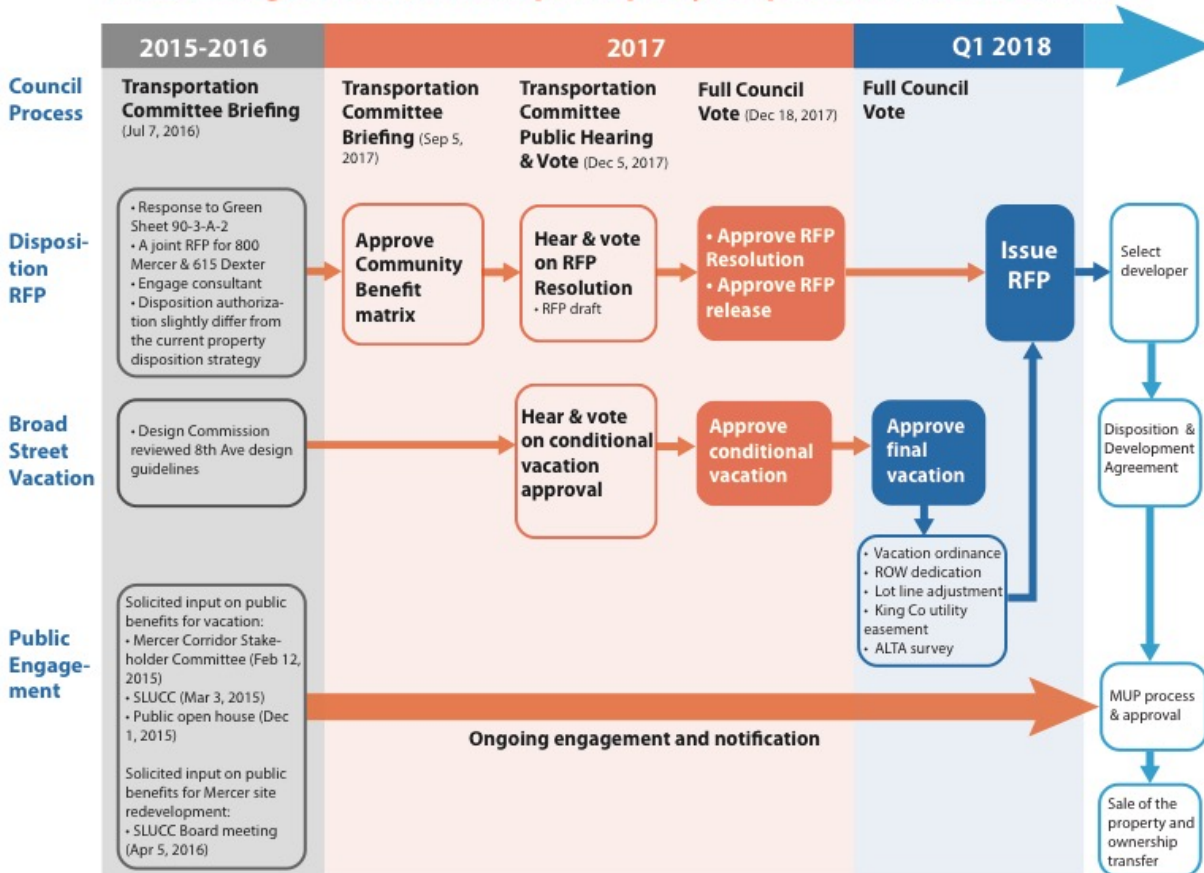 2015-2016
2017
Q1 2018
Council
Process
Transportation
Committee Briefing
(Jul 7, 2016)
Transportation
Committee
Briefing (Sep 5,
2017)
Transportation
Committee
Public Hearing
& Vote (Dec 5, 2017)
Full Council
Vote (Dec 18, 2017)
Full Council
Vote
Disposi-
tion
RFP
• Response to Green
Sheet 90-3-A-2
• A joint RFP for 800
Mercer & 615 Dexter
• Engage consultant
• Disposition authoriza-
tion slightly differ from
the current property
disposition strategy
Approve
Community
Benefit
matrix
Hear & vote
on RFP
Resolution
• RFP draft
• Approve RFP
Resolution
• Approve RFP
release
Issue
RFP
Select
developer
Broad
Street
Vacation
• Design Commission
reviewed 8th Ave design
guidelines
Hear & vote
on conditional
vacation
approval
Approve
conditional
vacation
Approve
final
vacation
Disposition &
Development
Agreement
• Vacation ordinance
• ROW dedication
• Lot line adjustment
• King Co utility
easement
• ALTA survey
Public
Engage-
ment
Solicited input on public
benefits for vacation:
• Mercer Corridor Stake-
holder Committee (Feb 12,
2015)
• SLUCC (Mar 3, 2015)
• Public open house (Dec
1, 2015)
Solicited input on public
benefits for Mercer site
redevelopment:
• SLUCC Board meeting
(Apr 5, 2016)
Ongoing engagement and notification
MUP process
& approval
Sale of the
property and
ownership
transfer